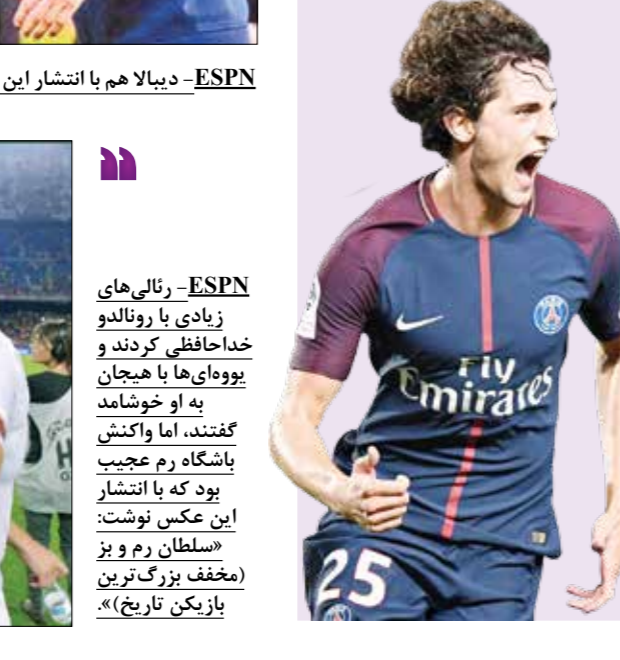 ESPN- دیبالا هم با انتشار این
ESPN- رئالی‌های
زیادی با رونالدو
خداحافظی کردند و
یووه‌ای‌ها با هیجان
به او خوشامد
گفتند، اما واکنش
باشگاه رم عجیب
بود که با انتشار
این عکس نوشت:
«سلطان رم و بز
(مخفف بزرگ‌ترین
بازیکن تاریخ)».
Fly
Emirates
25